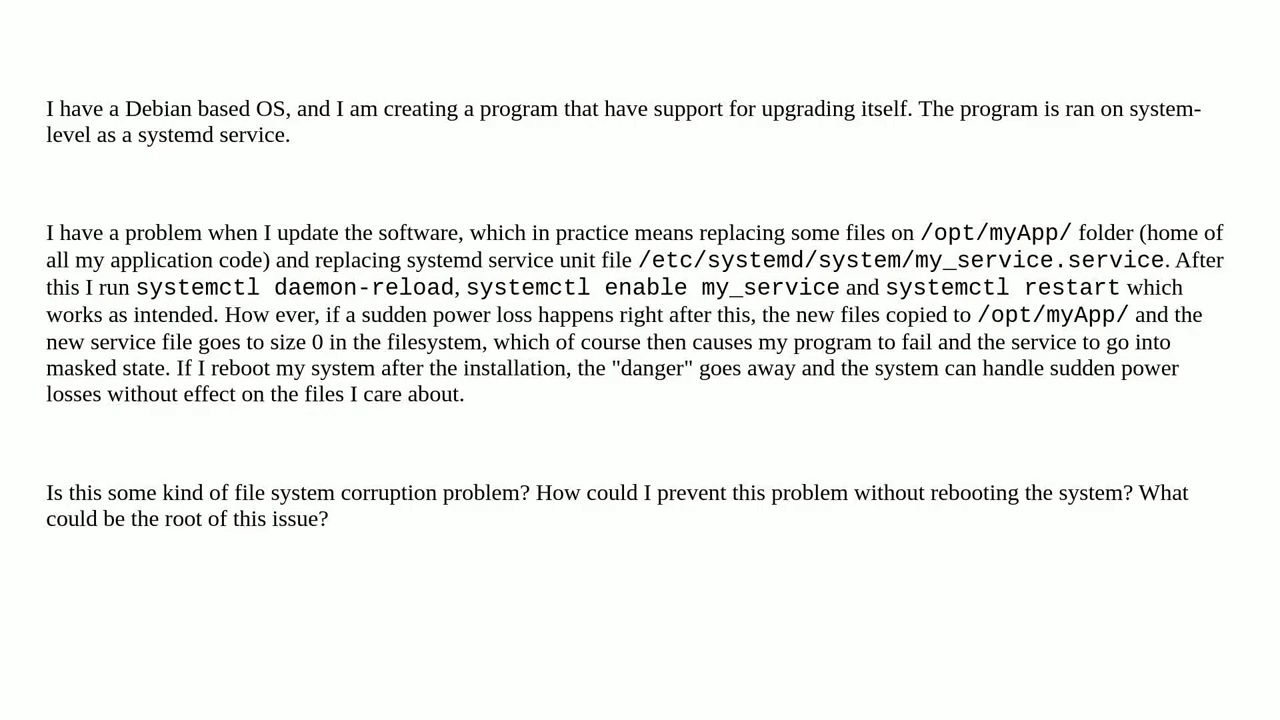 I have a Debian based OS, and I am creating a program that have support for upgrading itself. The program is ran on system-
level as a systemd service.
I have a problem when I update the software, which in practice means replacing some files on /opt/myApp/ folder (home of
all my application code) and replacing systemd service unit file /etc/systemd/system/my_service.service. After
this I run systemctl daemon-reload, systemctl enable my_service and systemctl restart which
works as intended. How ever, if a sudden power loss happens right after this, the new files copied to /opt/myApp/ and the
new service file goes to size 0 in the filesystem, which of course then causes my program to fail and the service to go into
masked state. If I reboot my system after the installation, the "danger" goes away and the system can handle sudden power
losses without effect on the files I care about.
Is this some kind of file system corruption problem? How could I prevent this problem without rebooting the system? What
could be the root of this issue?